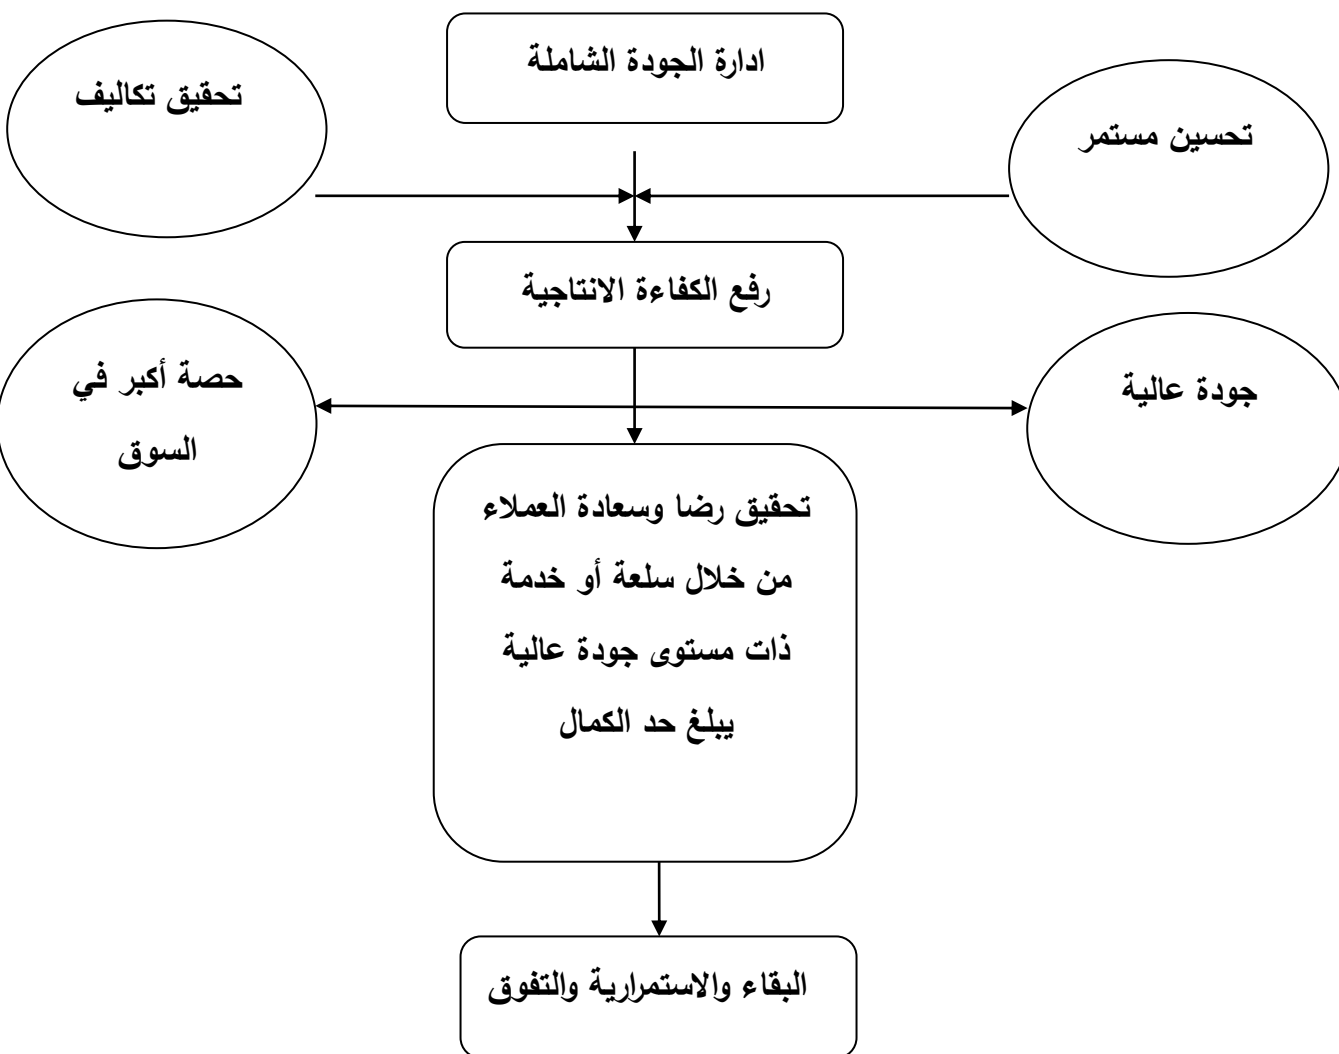 ادارة الجودة الشاملة
تحقيق تكاليف
تحسين مستمر
رفع الكفاءة الانتاجية
حصة أكبر في
السوق
جودة عالية
تحقيق رضا وسعادة العملاء
من خلال سلعة أو خدمة
ذات مستوى جودة عالية
يبلغ حد الكمال
البقاء والاستمرارية والتفوق